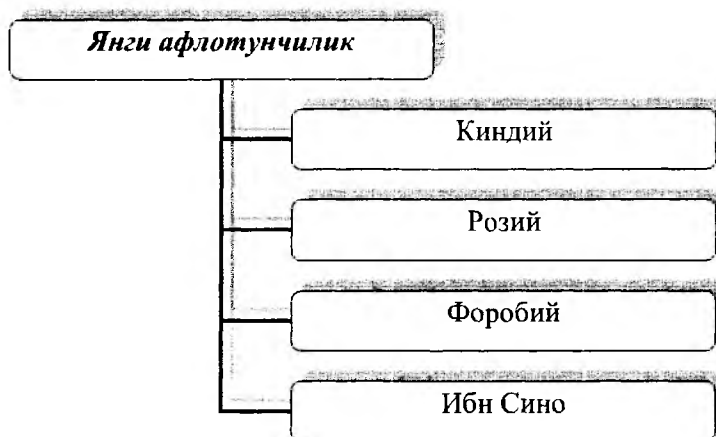 Янги афлотунчилик
Киндий
Розий
Форобий
Ибн Сино